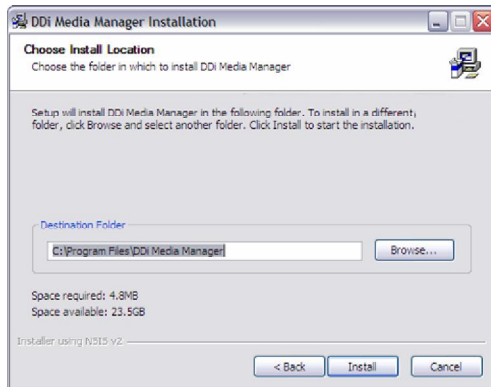 DDi Media Manager Installation
Choose Install Location
Choose the folder in which to install DDi Media Manager
Setup will install DDi Media Manager in the following folder. To install in a different
folder, click Browse and select another folder. Click Install to start the installation.
Destination Folder
C:\Program Files\DDi Media Manager
Browse...
Space required: 4.8MB
Space available: 23.5GB
Installer using NSIS v2
< Back
Install
Cancel